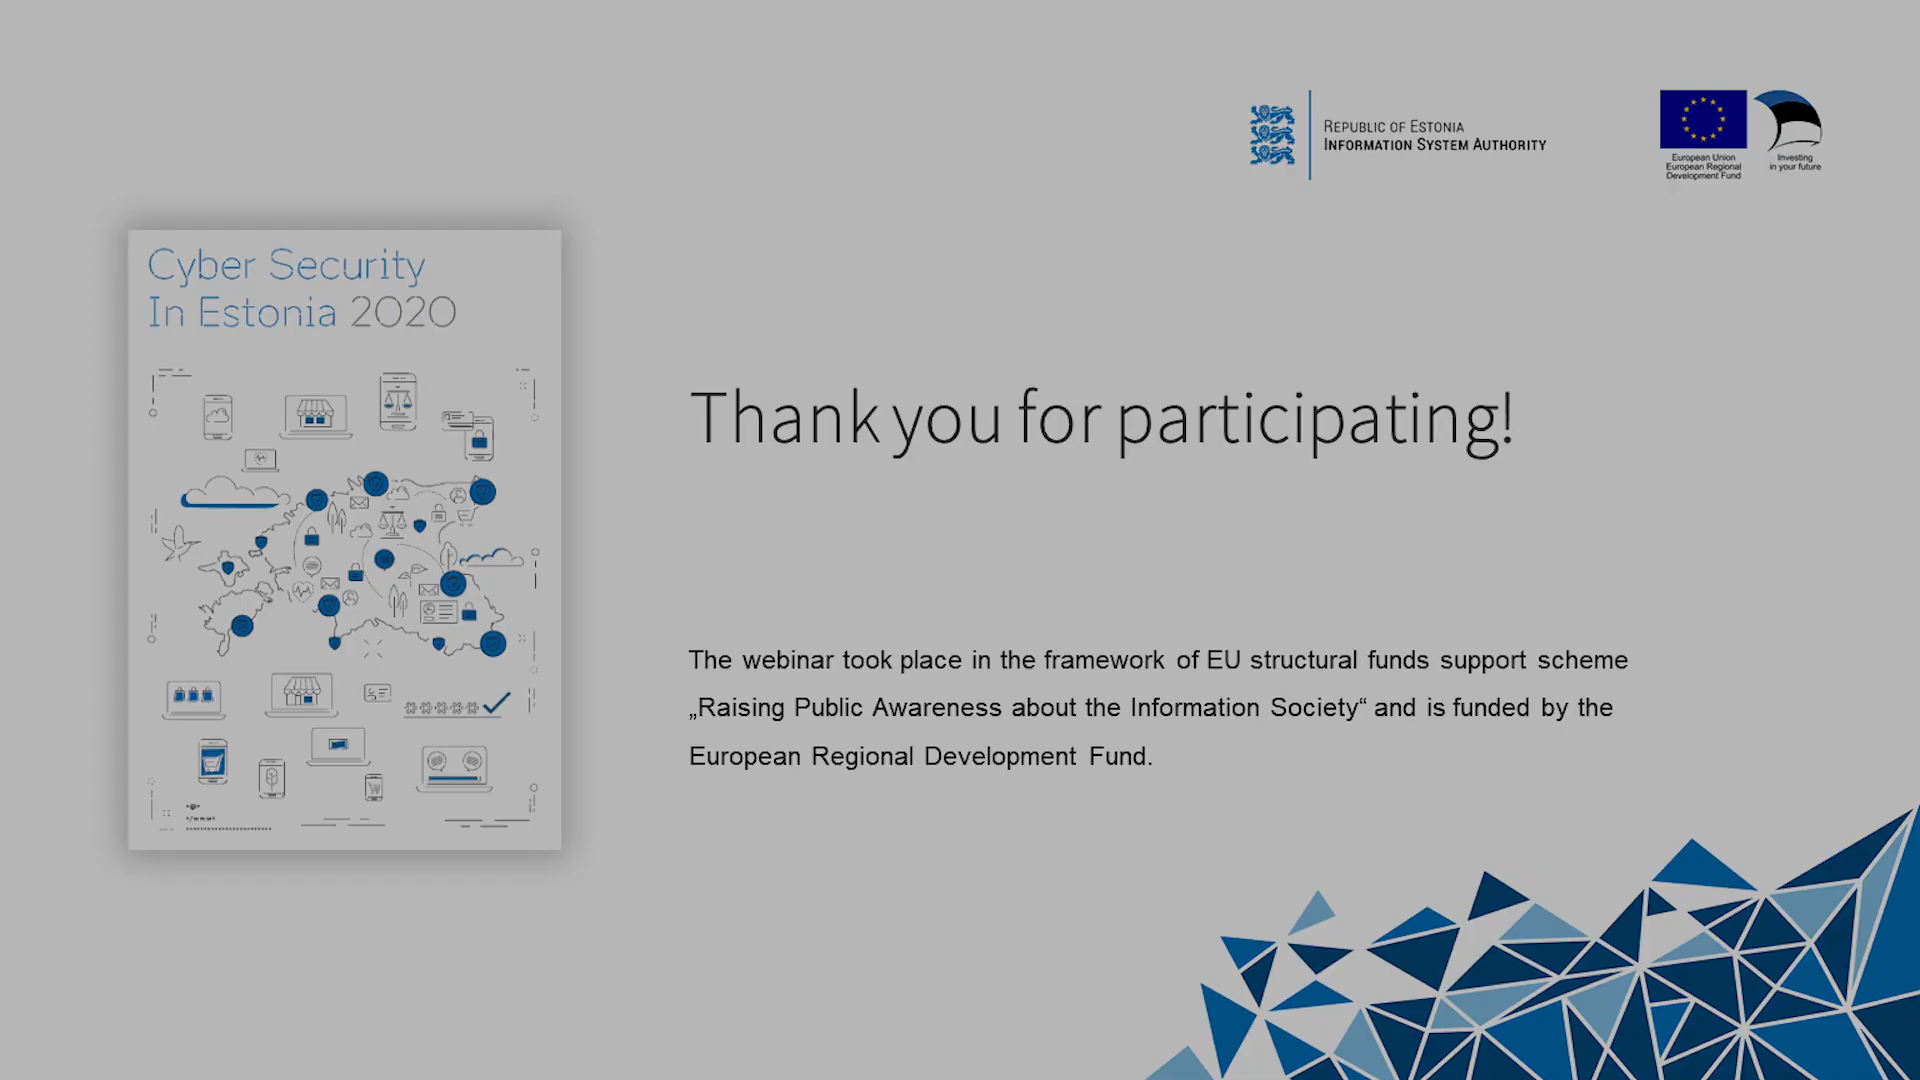 REPUBLIC OF ESTONIA
INFORMATION SYSTEM AUTHORITY
European Union
European Regional
Development Fund
Investing
in your future
Cyber Security
In Estonia 2020
Thank you for participating!
The webinar took place in the framework of EU structural funds support scheme
„Raising Public Awareness about the Information Society“ and is funded by the
European Regional Development Fund.